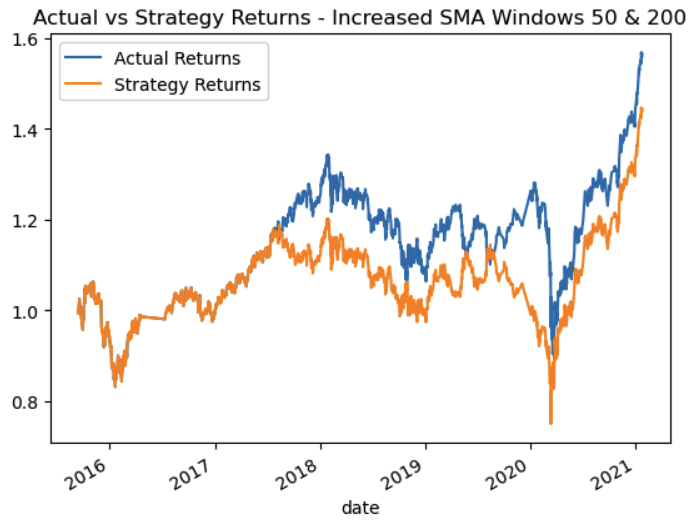 Actual vs Strategy Returns - Increased SMA Windows 50 & 200
Actual Returns
Strategy Returns
1.6
1.4
1.2
1.0
0.8
2016 2017 2018 2019 2020 2021
date